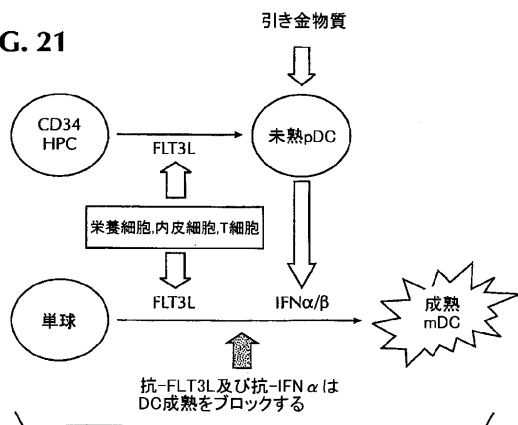 G. 21
引き金物質
CD34
HPC
FLT3L
未熟pDC
栄養細胞,内皮細胞,T細胞
FLT3L
IFNα/β
単球
成熟
mDC
抗-FLT3L及び抗-IFNαは
DC成熟をブロックする